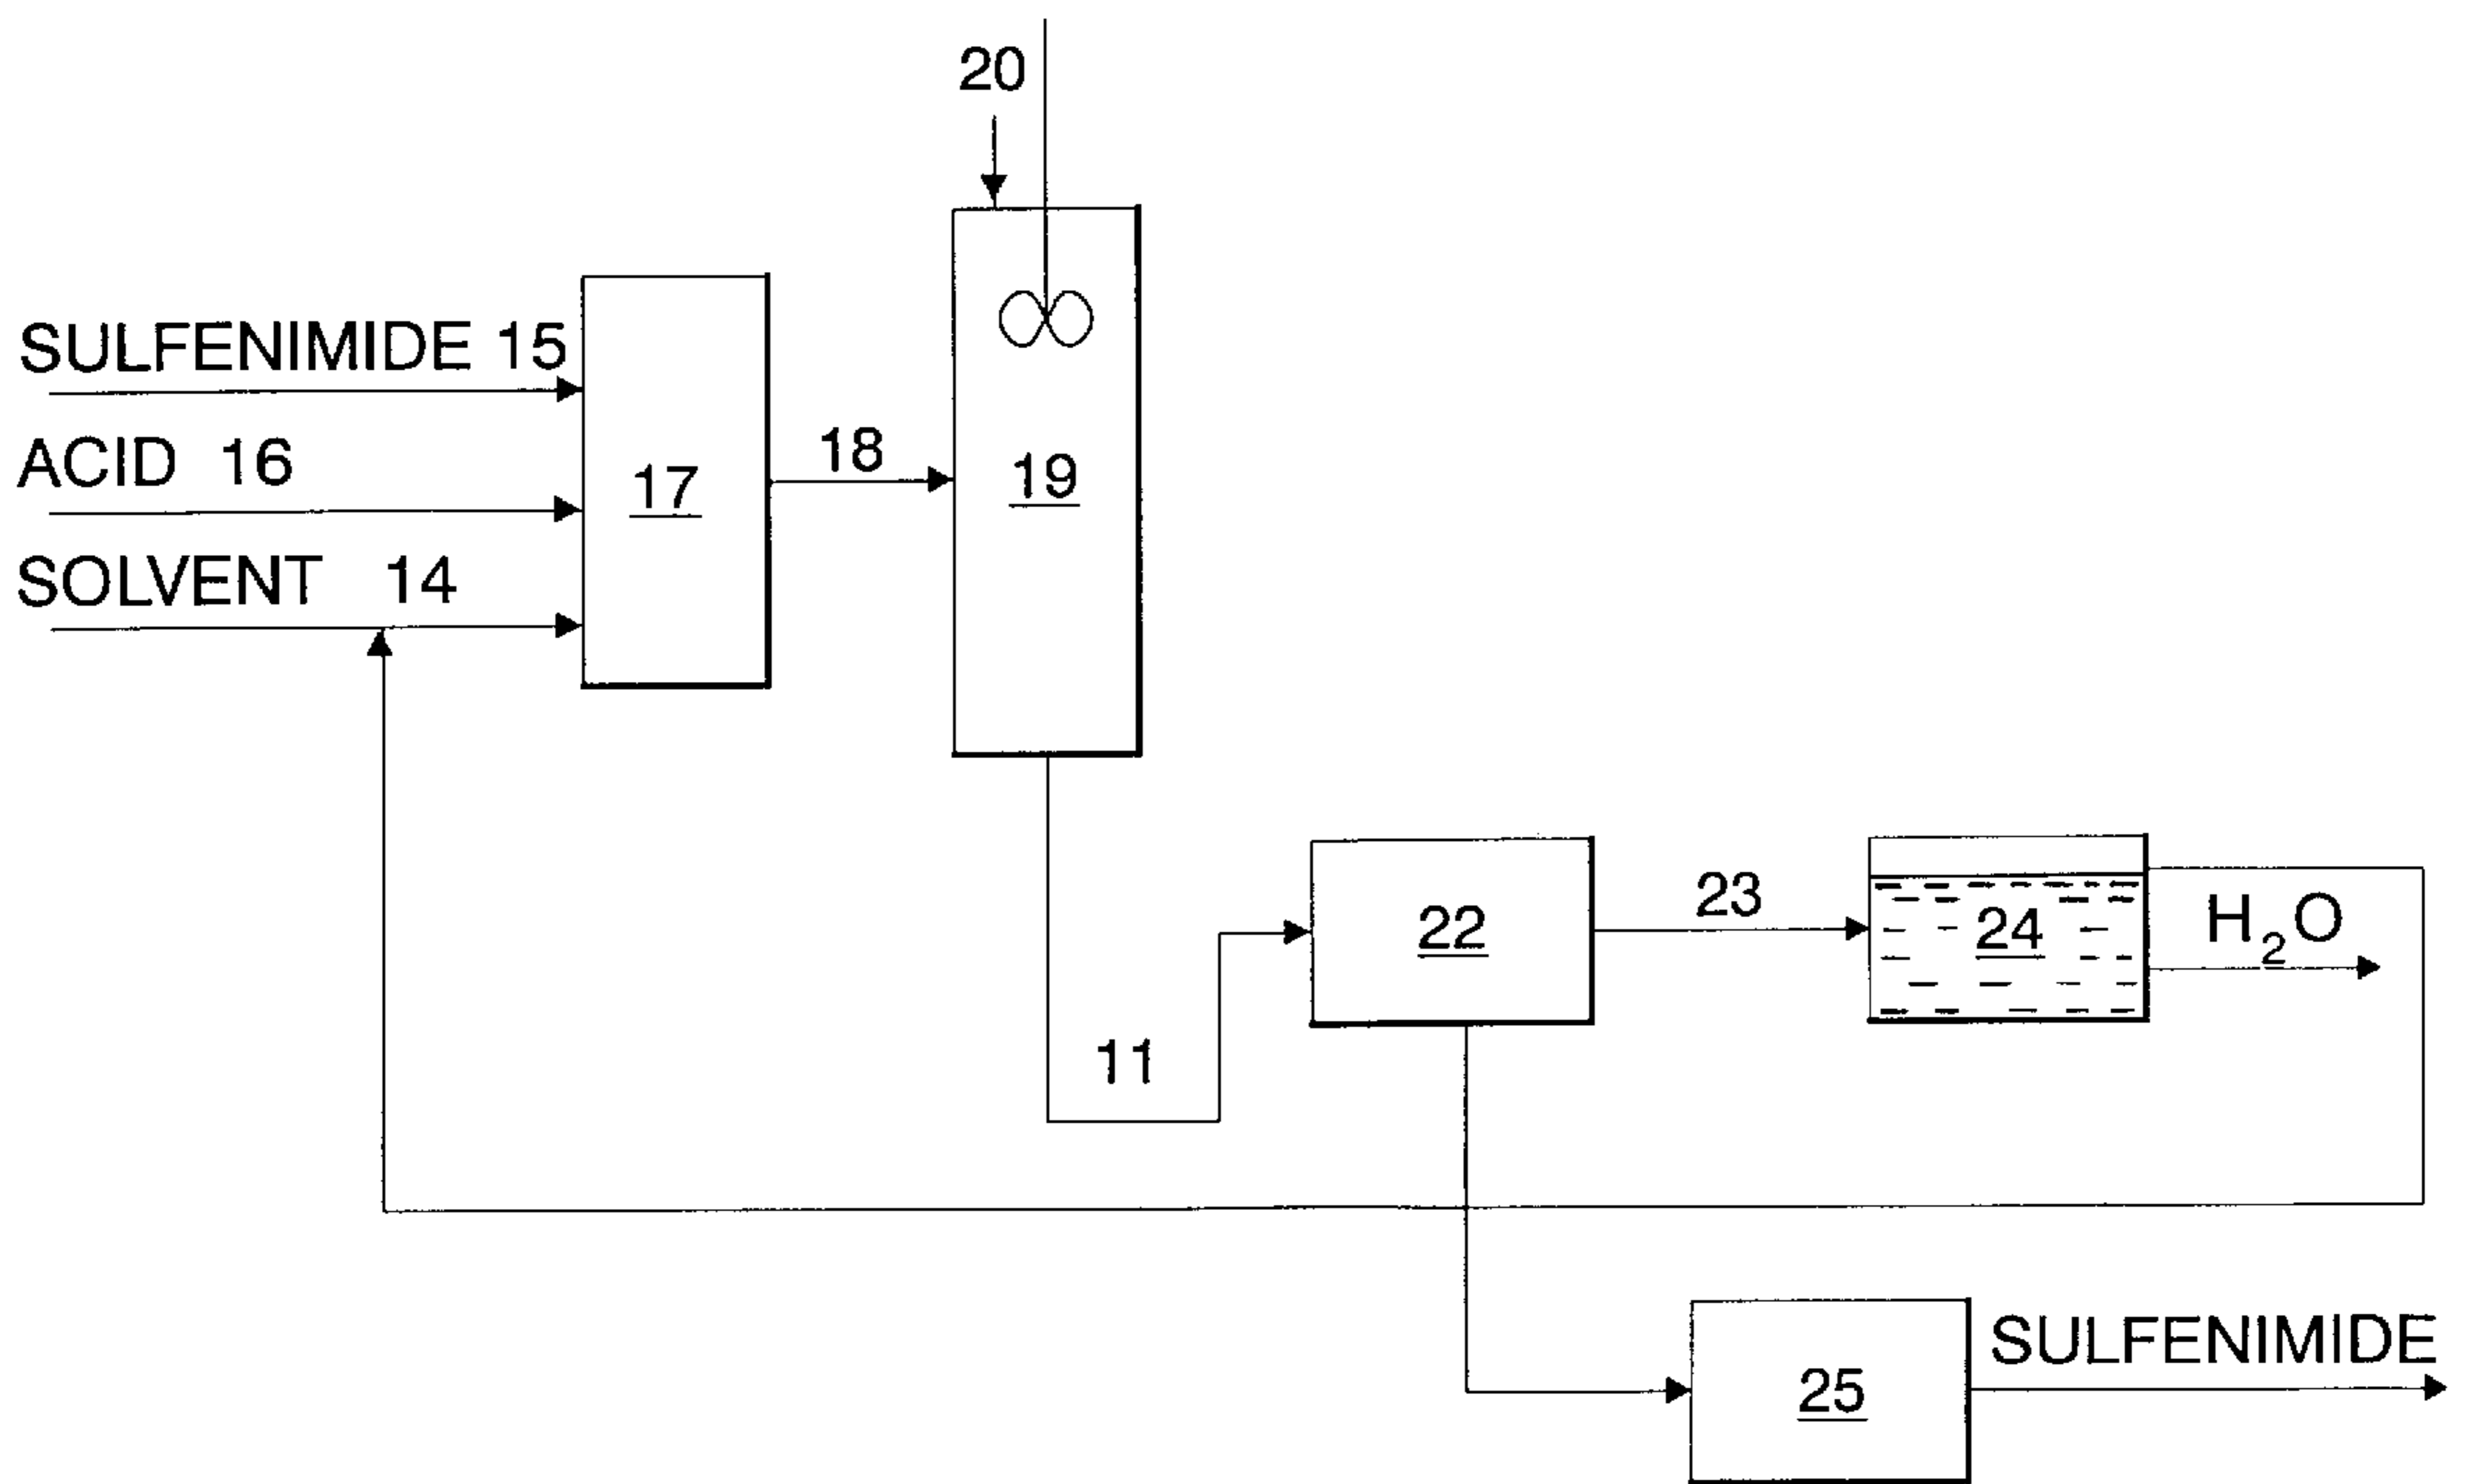 20
SULFENIMIDE 15
ACID 16
SOLVENT 14
17
18
19
11
22
23
24
H₂O
25
SULFENIMIDE